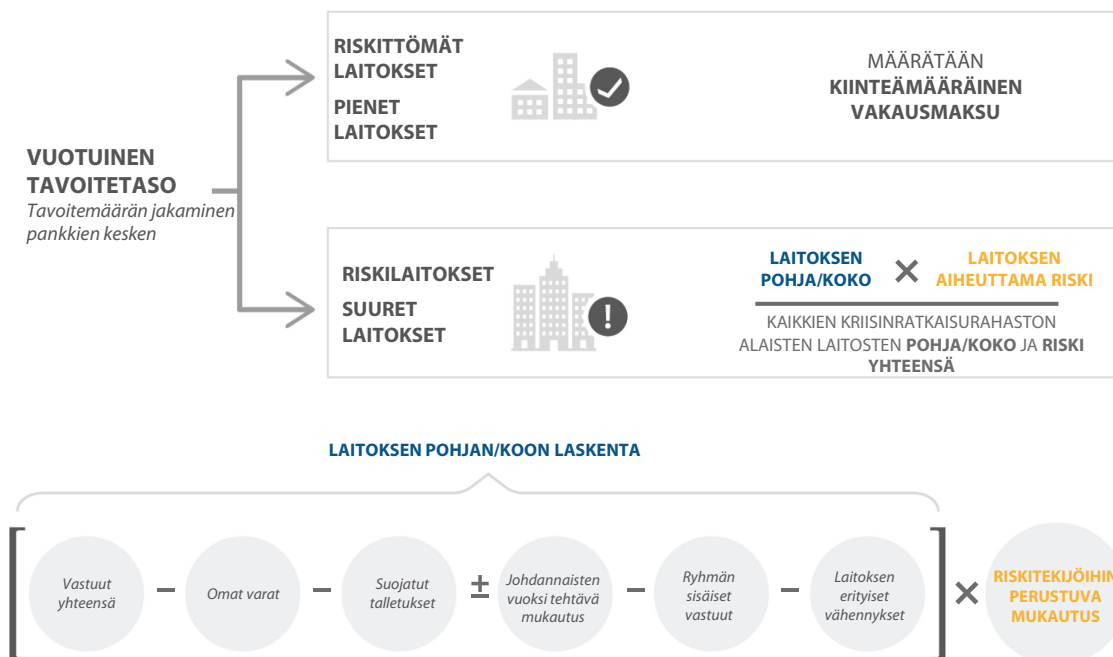 RISKITTÖMÄT
LAITOKSET
PIENET
LAITOKSET
MÄÄRÄTÄÄN
KIINTEÄMÄÄRÄINEN
VAKAUSMAKSU
VUOTUINEN
TAVOITETASO
Tavoitemäärän jakaminen
pankkien kesken
RISKILAITOKSET
SUURET
LAITOKSET
LAITOKSEN
POHJA/KOKO
×
LAITOKSEN
AIHEUTTAMA RISKI
KAIKKIEN KRIISINRATKAISURAHASTON
ALAISTEN LAITOSTEN POHJA/KOKO JA RISKI
YHTEENSÄ
LAITOKSEN POHJAN/KOON LASKENTA
[
Vastuut
yhteensä
−
Omat varat
−
Suojatut
talletukset
±
Johdannaisten
vuoksi tehtävä
mukautus
−
Ryhmän
sisäiset
vastuut
−
Laitoksen
erityiset
vähennykset
]
×
RISKITEKIJÖIHIN
PERUSTUVA
MUKAUTUS